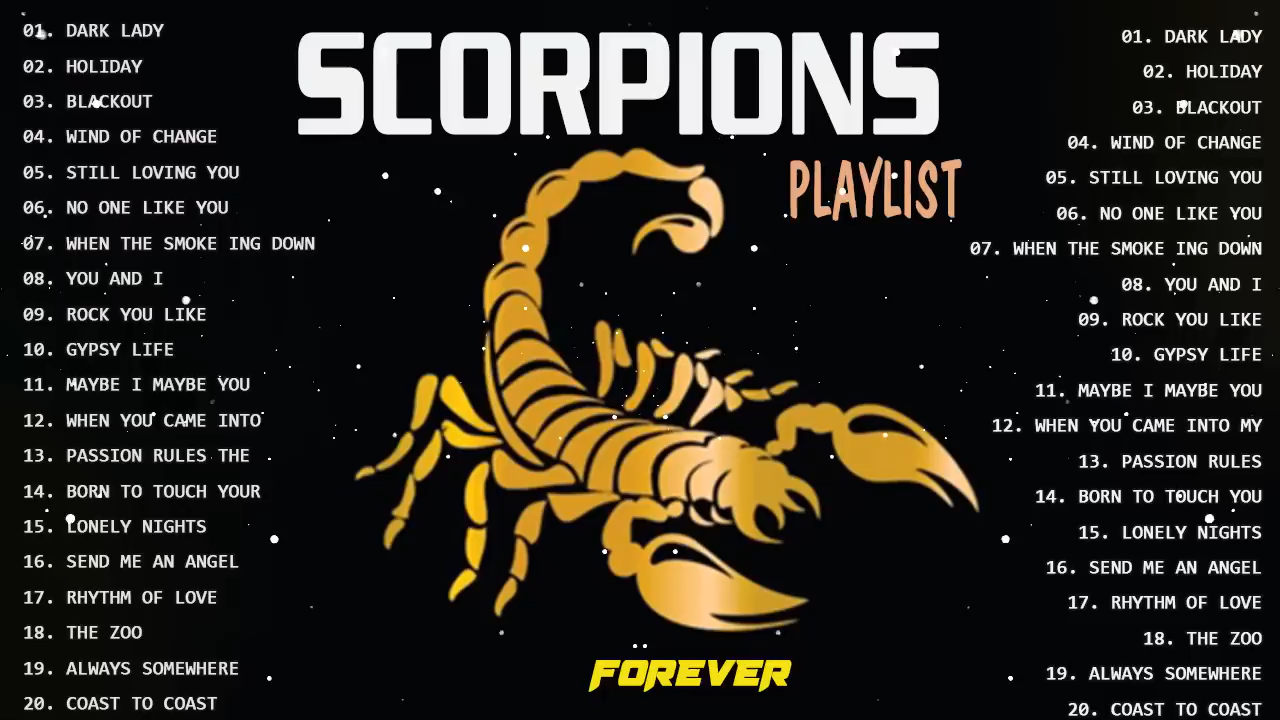 SCORPIONS
PLAYLIST
01. DARK LADY
02. HOLIDAY
03. BLACKOUT
04. WIND OF CHANGE
05. STILL LOVING YOU
06. NO ONE LIKE YOU
07. WHEN THE SMOKE ING DOWN
08. YOU AND I
09. ROCK YOU LIKE
10. GYPSY LIFE
11. MAYBE I MAYBE YOU
12. WHEN YOU CAME INTO
13. PASSION RULES THE
14. BORN TO TOUCH YOUR
15. LONELY NIGHTS
16. SEND ME AN ANGEL
17. RHYTHM OF LOVE
18. THE ZOO
19. ALWAYS SOMEWHERE
20. COAST TO COAST
01. DARK LADY
02. HOLIDAY
03. BLACKOUT
04. WIND OF CHANGE
05. STILL LOVING YOU
06. NO ONE LIKE YOU
07. WHEN THE SMOKE ING DOWN
08. YOU AND I
09. ROCK YOU LIKE
10. GYPSY LIFE
11. MAYBE I MAYBE YOU
12. WHEN YOU CAME INTO MY
13. PASSION RULES
14. BORN TO TOUCH YOU
15. LONELY NIGHTS
16. SEND ME AN ANGEL
17. RHYTHM OF LOVE
18. THE ZOO
19. ALWAYS SOMEWHERE
20. COAST TO COAST
FOREVER